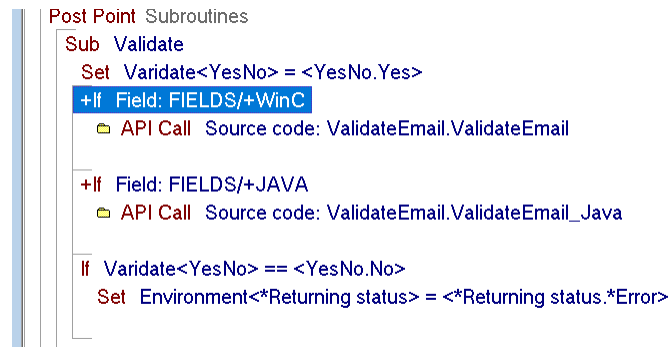 Post Point Subroutines
Sub Validate
Set Varidate<YesNo> = <YesNo.Yes>
+If Field: FIELDS/+WinC
API Call Source code: ValidateEmail.ValidateEmail
+If Field: FIELDS/+JAVA
API Call Source code: ValidateEmail.ValidateEmail_Java
If Varidate<YesNo> == <YesNo.No>
Set Environment<*Returning status> = <*Returning status.*Error>